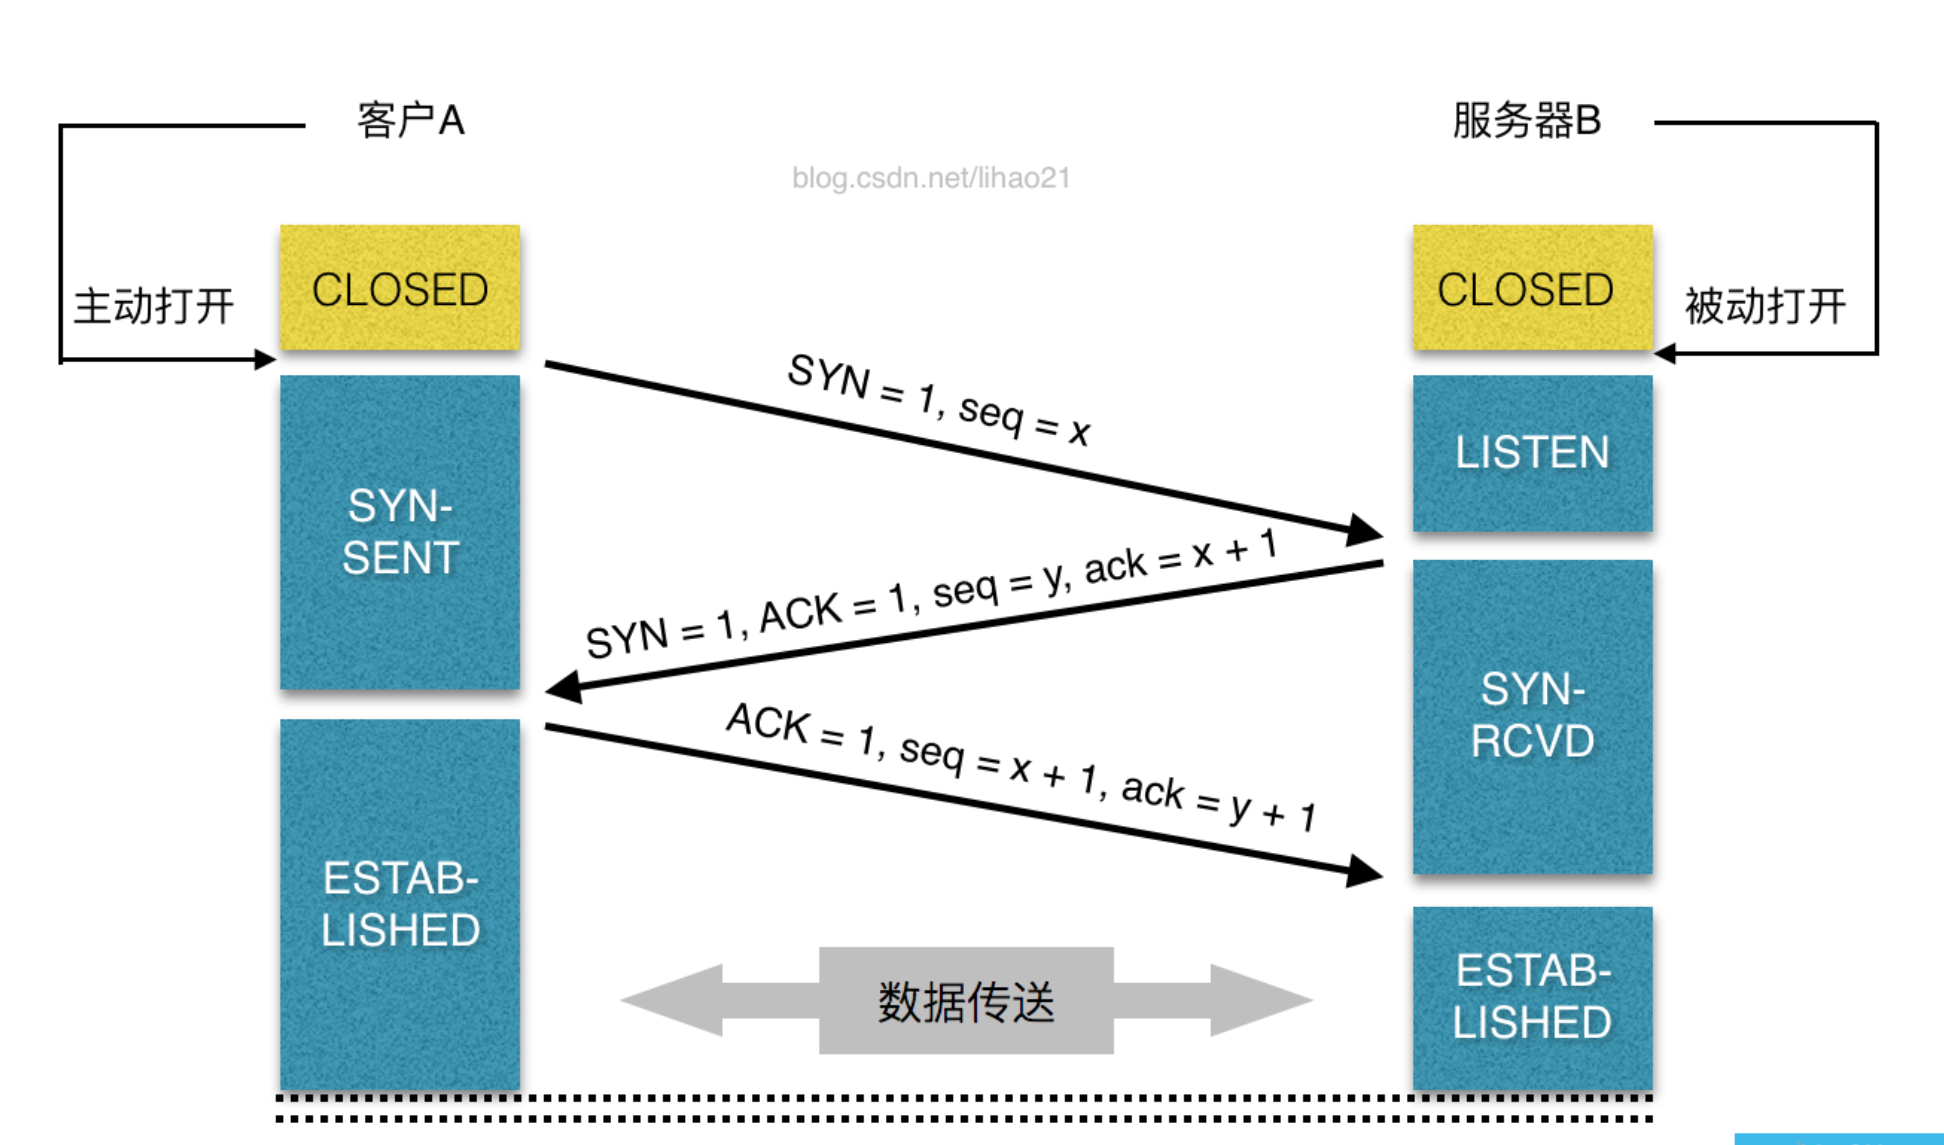 客户A
服务器B
blog.csdn.net/lihao21
CLOSED
CLOSED
主动打开
被动打开
SYN = 1, seq = x
LISTEN
SYN-
SENT
SYN = 1, ACK = 1, seq = y, ack = x + 1
SYN-
RCVD
ACK = 1, seq = x + 1, ack = y + 1
ESTAB-
LISHED
数据传送
ESTAB-
LISHED